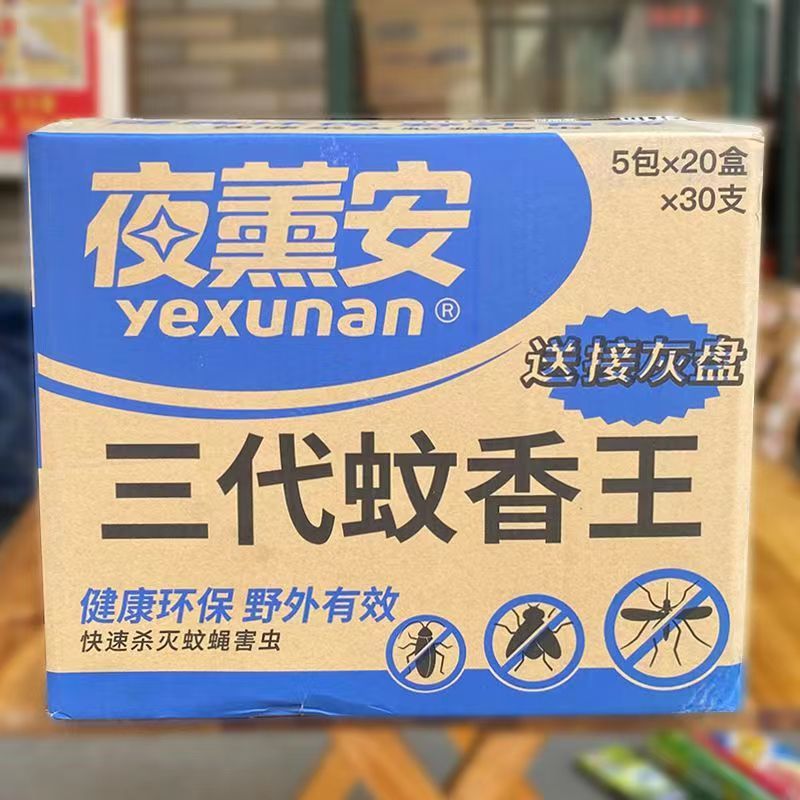 夜薰安
yexunan®
5包×20盒
×30支
送接灰盘
三代蚊香王
健康环保 野外有效
快速杀灭蚊蝇害虫